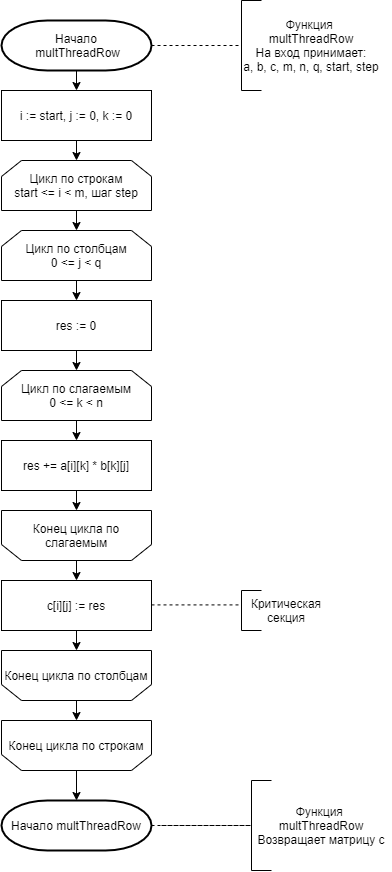 Начало
multThreadRow
Функция
multThreadRow
На вход принимает:
a, b, c, m, n, q, start, step
i := start, j := 0, k := 0
Цикл по строкам
start <= i < m, шаг step
Цикл по столбцам
0 <= j < q
res := 0
Цикл по слагаемым
0 <= k < n
res += a[i][k] * b[k][j]
Конец цикла по
слагаемым
c[i][j] := res
Критическая
секция
Конец цикла по столбцам
Конец цикла по строкам
Начало multThreadRow
Функция
multThreadRow
Возвращает матрицу c